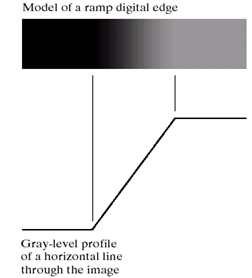 Model of a ramp digital edge
Gray-level profile
of a horizontal line
through the image